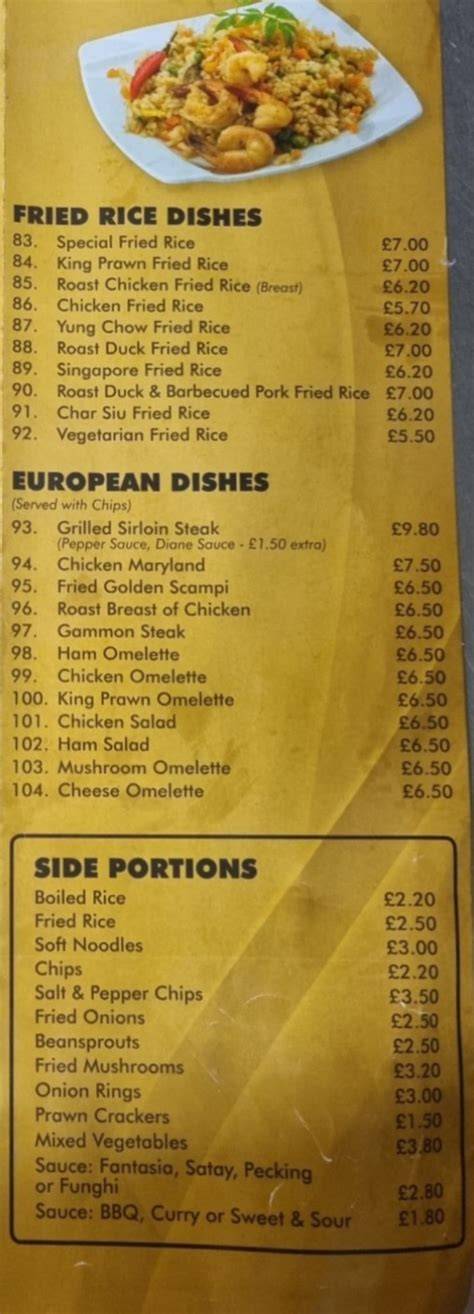 FRIED RICE DISHES
83. Special Fried Rice £7.00
84. King Prawn Fried Rice £7.00
85. Roast Chicken Fried Rice (Breast) £6.20
86. Chicken Fried Rice £5.70
87. Yung Chow Fried Rice £6.20
88. Roast Duck Fried Rice £7.00
89. Singapore Fried Rice £6.20
90. Roast Duck & Barbecued Pork Fried Rice £7.00
91. Char Siu Fried Rice £6.20
92. Vegetarian Fried Rice £5.50
EUROPEAN DISHES
(Served with Chips)
93. Grilled Sirloin Steak £9.80
(Pepper Sauce, Diane Sauce - £1.50 extra)
94. Chicken Maryland £7.50
95. Fried Golden Scampi £6.50
96. Roast Breast of Chicken £6.50
97. Gammon Steak £6.50
98. Ham Omelette £6.50
99. Chicken Omelette £6.50
100. King Prawn Omelette £6.50
101. Chicken Salad £6.50
102. Ham Salad £6.50
103. Mushroom Omelette £6.50
104. Cheese Omelette £6.50
SIDE PORTIONS
Boiled Rice £2.20
Fried Rice £2.50
Soft Noodles £3.00
Chips £2.20
Salt & Pepper Chips £3.50
Fried Onions £2.50
Beansprouts £2.50
Fried Mushrooms £3.20
Onion Rings £3.00
Prawn Crackers £1.50
Mixed Vegetables £3.80
Sauce: Fantasia, Satay, Pecking
or Funghi £2.80
Sauce: BBQ, Curry or Sweet & Sour £1.80